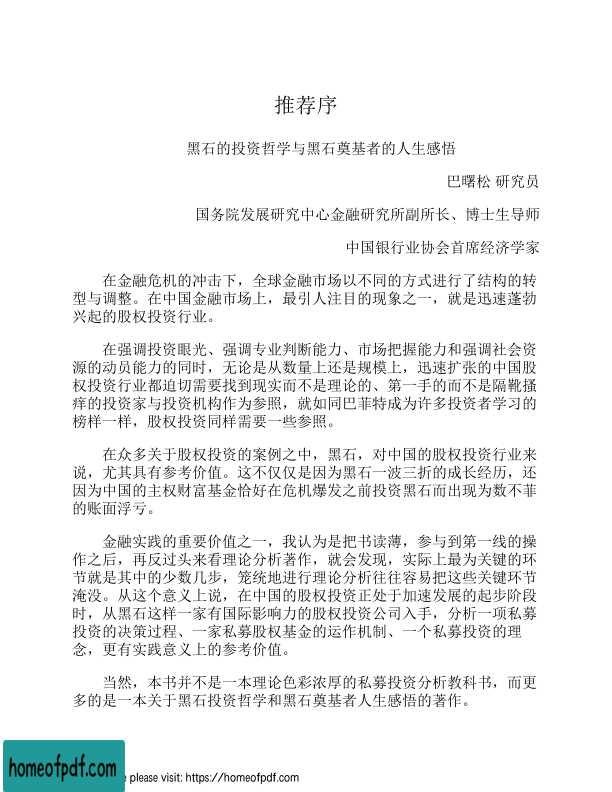 推荐序
黑石的投资哲学与黑石奠基者的人生感悟
巴曙松 研究员
国务院发展研究中心金融研究所副所长、博士生导师
中国银行业协会首席经济学家
在金融危机的冲击下，全球金融市场以不同的方式进行了结构的转
型与调整。在中国金融市场上，最引人注目的现象之一，就是迅速蓬勃
兴起的股权投资行业。
在强调投资眼光、强调专业判断能力、市场把握能力和强调社会资
源的动员能力的同时，无论是从数量上还是规模上，迅速扩张的中国股
权投资行业都迫切需要找到现实而不是理论的、第一手的而不是隔靴搔
痒的投资家与投资机构作为参照，就如同巴菲特成为许多投资者学习的
榜样一样，股权投资同样需要一些参照。
在众多关于股权投资的案例之中，黑石，对中国的股权投资行业来
说，尤其具有参考价值。这不仅仅是因为黑石一波三折的成长经历，还
因为中国的主权财富基金恰好在危机爆发之前投资黑石而出现为数不菲
的账面浮亏。
金融实践的重要价值之一，我认为是把书读薄，参与到第一线的操
作之后，再反过头来看理论分析著作，就会发现，实际上最为关键的环
节就是其中的少数几步，笼统地进行理论分析往往容易把这些关键环节
淹没。从这个意义上说，在中国的股权投资正处于加速发展的起步阶段
时，从黑石这样一家有国际影响力的股权投资公司入手，分析一项私募
投资的决策过程、一家私募股权基金的运作机制、一个私募投资的理
念，更有实践意义上的参考价值。
当然，本书并不是一本理论色彩浓厚的私募投资分析教科书，而更
多的是一本关于黑石投资哲学和黑石奠基者人生感悟的著作。
homeofpdf.com
please visit: https://homeofpdf.com